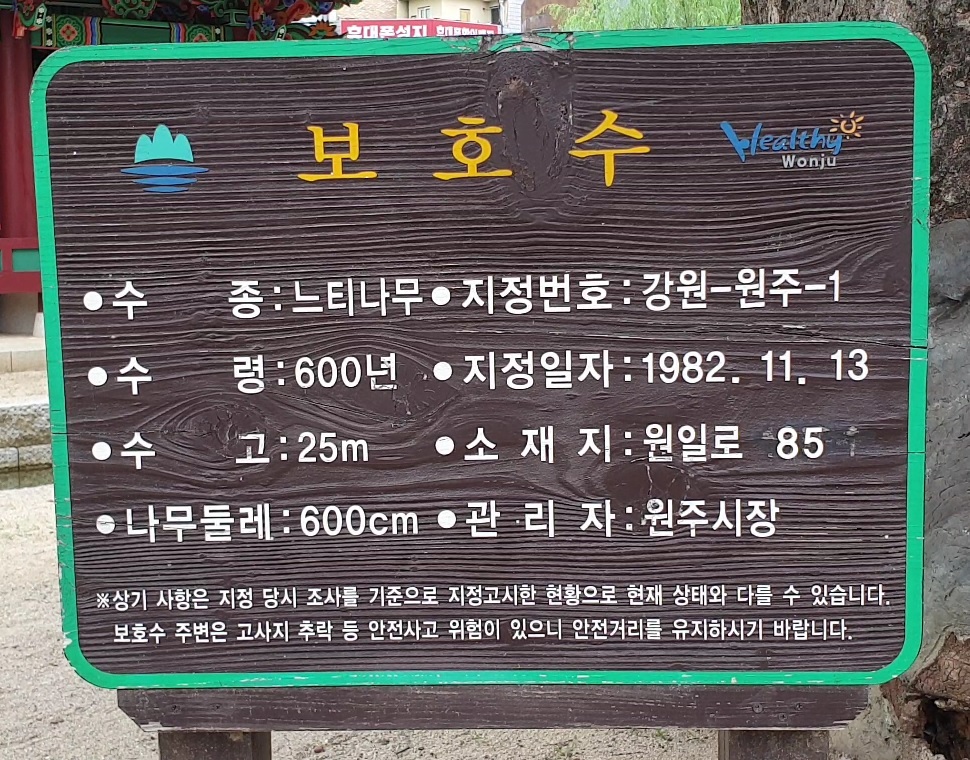 휴대폰성지
보 호 수
Healthy
Wonju
●수 종:느티나무 ●지정번호:강원-원주-1
●수 령:600년 ●지정일자:1982. 11. 13
●수 고:25m ●소 재 지:원일로 85
●나무둘레:600cm ●관 리 자:원주시장
※상기 사항은 지정 당시 조사를 기준으로 지정고시한 현황으로 현재 상태와 다를 수 있습니다.
보호수 주변은 고사지 추락 등 안전사고 위험이 있으니 안전거리를 유지하시기 바랍니다.